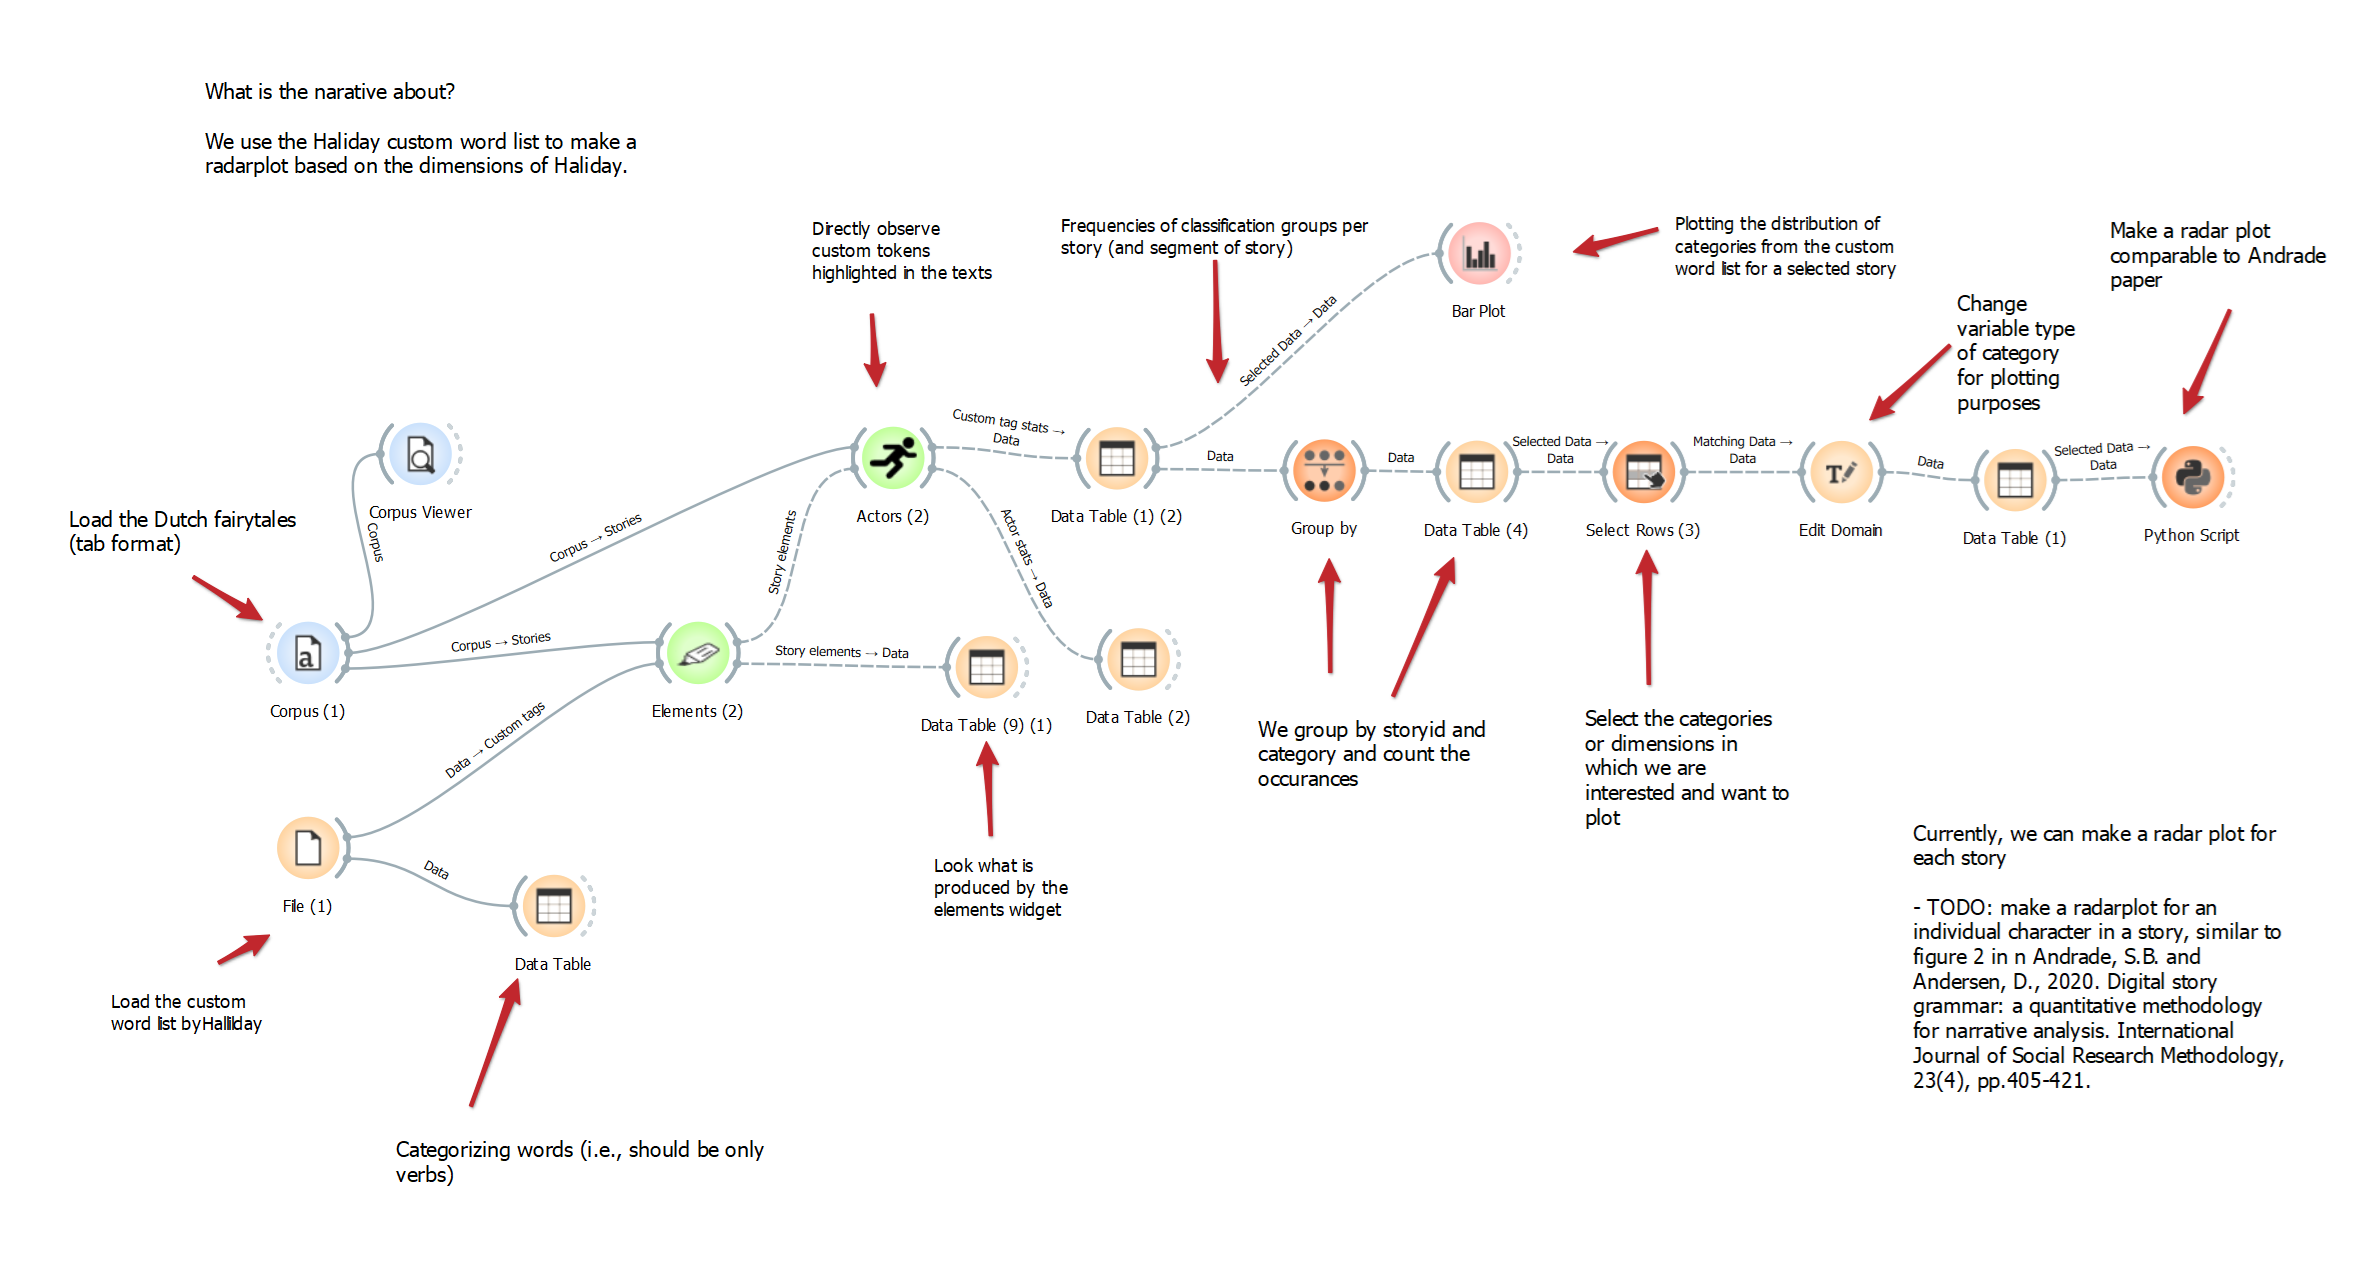 What is the narative about?
We use the Haliday custom word list to make a
radarplot based on the dimensions of Haliday.
Directly observe
custom tokens
highlighted in the texts
Frequencies of classification groups per
story (and segment of story)
Plotting the distribution of
categories from the custom
word list for a selected story
Make a radar plot
comparable to Andrade
paper
Change
variable type
of category
for plotting
purposes
Bar Plot
Selected Data → Data
Custom tag stats →
Data
Data
Data
Selected Data →
Data
Matching Data →
Data
Data
Selected Data →
Data
Corpus Viewer
Actors (2)
Data Table (1) (2)
Group by
Data Table (4)
Select Rows (3)
Edit Domain
Data Table (1)
Python Script
Load the Dutch fairytales
(tab format)
Corpus
Corpus → Stories
Story elements
Actor stats → Data
Corpus → Stories
Story elements → Data
Corpus (1)
Elements (2)
Data Table (9) (1)
Data Table (2)
Data → Custom tags
We group by storyid and
category and count the
occurances
Select the categories
or dimensions in
which we are
interested and want to
plot
Data
File (1)
Data Table
Look what is
produced by the
elements widget
Load the custom
word list byHalliday
Categorizing words (i.e., should be only
verbs)
Currently, we can make a radar plot for
each story
- TODO: make a radarplot for an
individual character in a story, similar to
figure 2 in n Andrade, S.B. and
Andersen, D., 2020. Digital story
grammar: a quantitative methodology
for narrative analysis. International
Journal of Social Research Methodology,
23(4), pp.405-421.